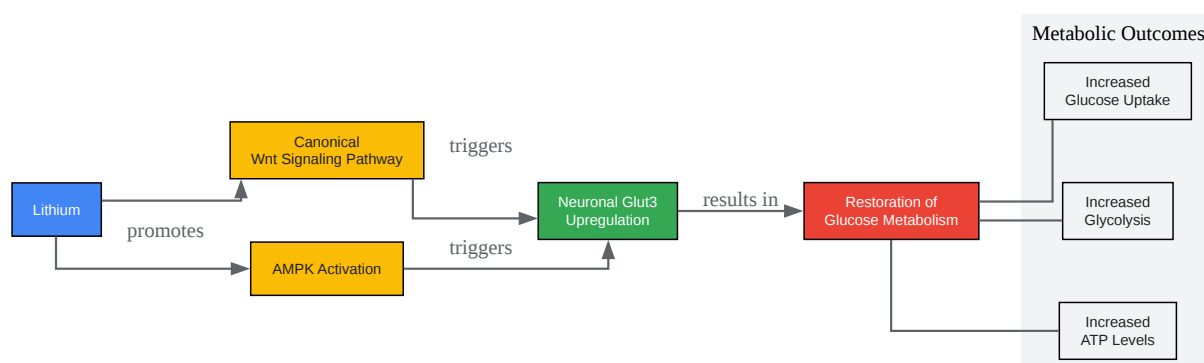 Metabolic Outcomes
Increased
Glucose Uptake
Canonical
Wnt Signaling Pathway
triggers
Lithium
promotes
Neuronal Glut3
Upregulation
results in
Restoration of
Glucose Metabolism
Increased
Glycolysis
triggers
AMPK Activation
Increased
ATP Levels